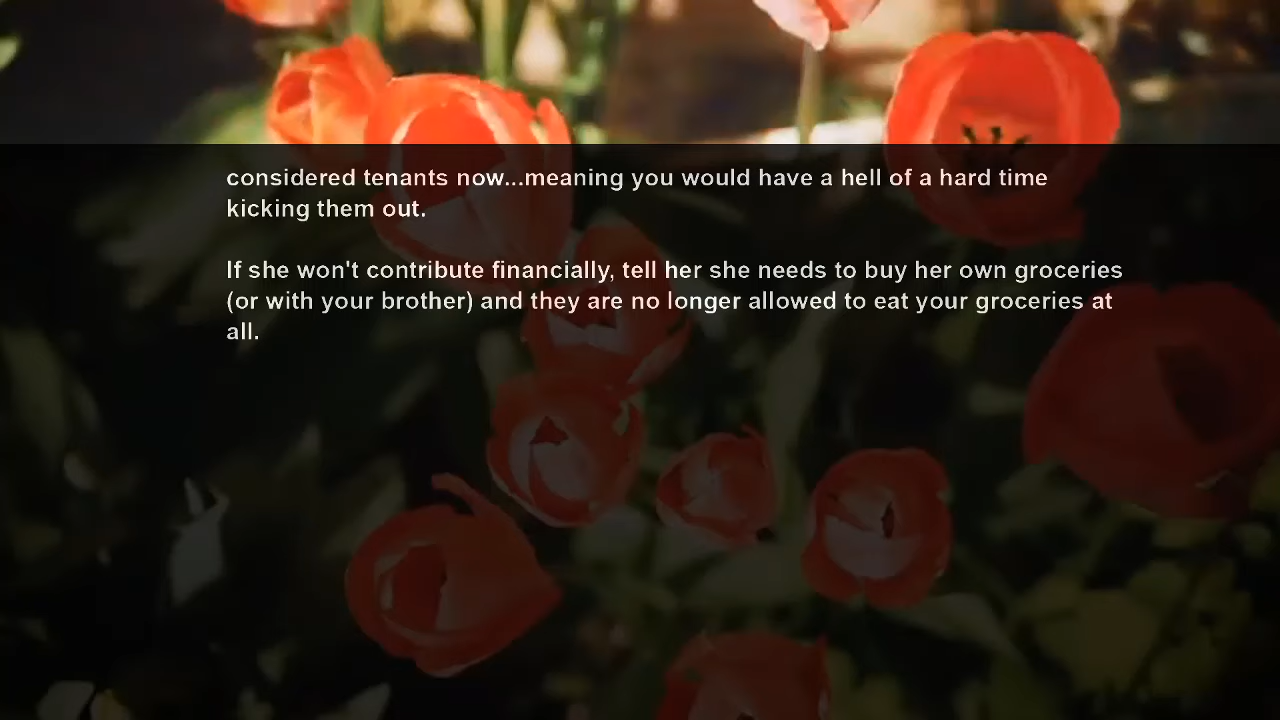 considered tenants now...meaning you would have a hell of a hard time
kicking them out.
If she won't contribute financially, tell her she needs to buy her own groceries
(or with your brother) and they are no longer allowed to eat your groceries at
all.